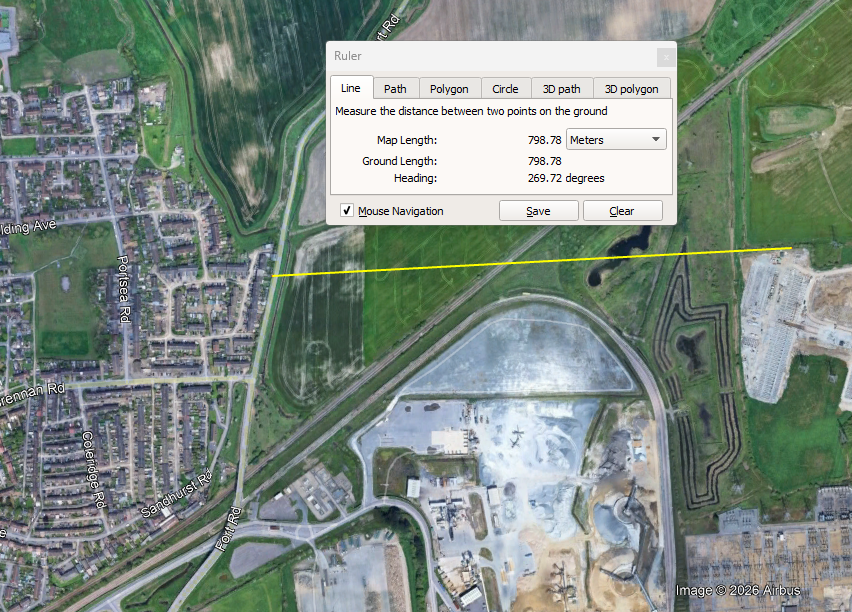 rt Rd
Ruler
x
Line Path Polygon Circle 3D path 3D polygon
Measure the distance between two points on the ground
Map Length: 798.78 Meters
Ground Length: 798.78
Heading: 269.72 degrees
Mouse Navigation Save Clear
lding Ave
Portsea Rd
rennan Rd
Coleridge Rd
Sandhurst Rd
Fort Rd
e
Image © 2026 Airbus